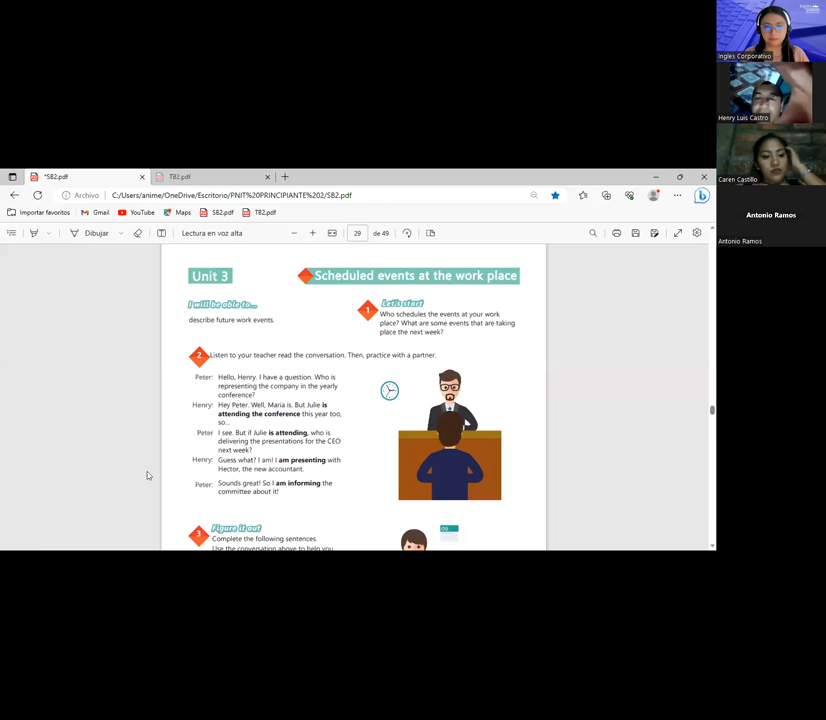 Ingles Corporativo
Henry Luis Castro
Caren Castillo
Antonio Ramos
Antonio Ramos
*SB2.pdf
TB2.pdf
Archivo
C:/Users/anime/OneDrive/Escritorio/PNIT%20PRINCIPIANTE%202/SB2.pdf
Importar favoritos
Gmail
YouTube
Maps
SB2.pdf
TB2.pdf
Dibujar
Lectura en voz alta
29
de 49
Unit 3
Scheduled events at the work place
I will be able to...
describe future work events.
1
Let's start
Who schedules the events at your work
place? What are some events that are taking
place the next week?
2
Listen to your teacher read the conversation. Then, practice with a partner.
Peter: Hello, Henry. I have a question. Who is
representing the company in the yearly
conference?
Henry: Hey Peter. Well, Maria is. But Julie is
attending the conference this year too,
so...
Peter I see. But if Julie is attending, who is
delivering the presentations for the CEO
next week?
Henry: Guess what? I am! I am presenting with
Hector, the new accountant.
Peter: Sounds great! So I am informing the
committee about it!
3
Figure it out
Complete the following sentences.
Use the conversation above to help you